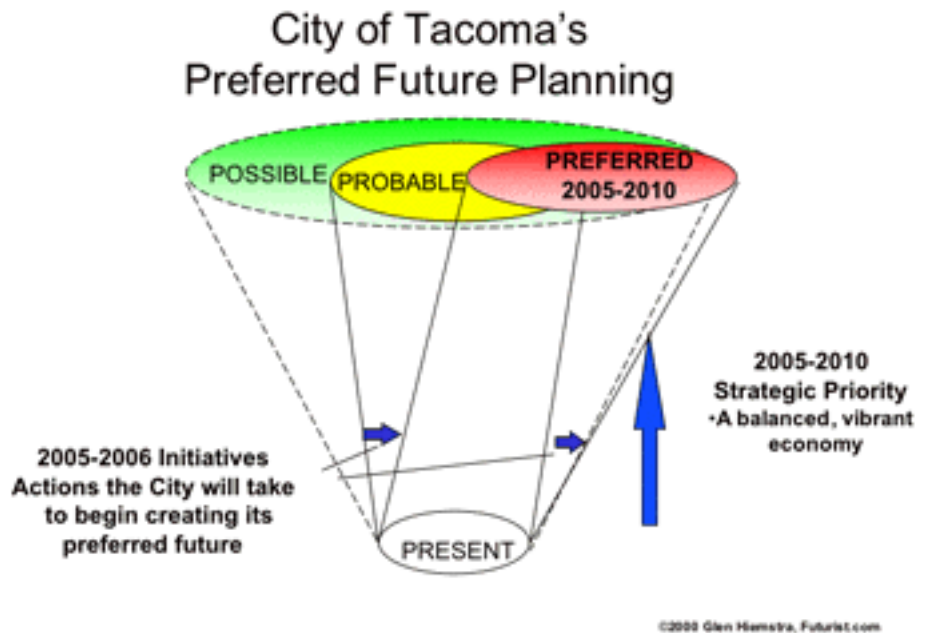 City of Tacoma's
Preferred Future Planning
POSSIBLE
PROBABLE
PREFERRED
2005-2010
2005-2010
Strategic Priority
•A balanced, vibrant
economy
2005-2006 Initiatives
Actions the City will take
to begin creating its
preferred future
PRESENT
©2000 Glen Hiemstra, Futurist.com